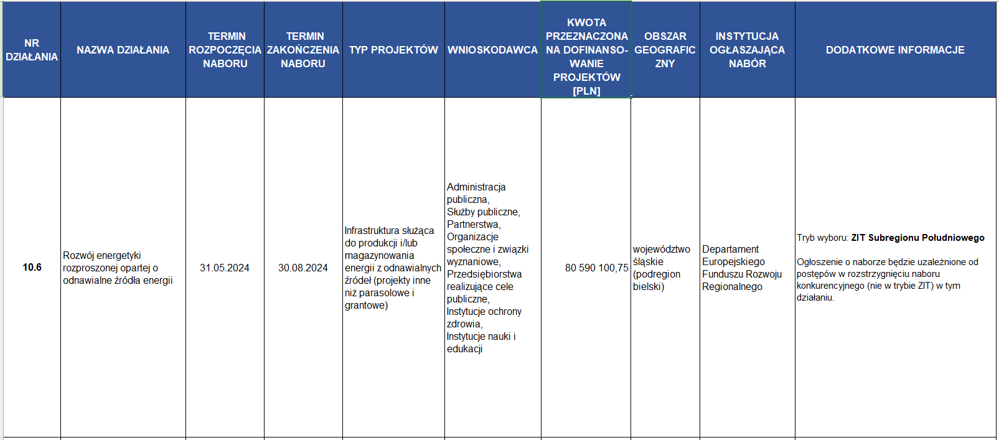 NR
DZIAŁANIA
NAZWA DZIAŁANIA
TERMIN
ROZPOCZĘCIA
NABORU
TERMIN
ZAKOŃCZENIA
NABORU
TYP PROJEKTÓW
WNIOSKODAWCA
KWOTA
PRZEZNACZONA
NA DOFINANSO-
WANIE
PROJEKTÓW
[PLN]
OBSZAR
GEOGRAFIC
ZNY
INSTYTUCJA
OGŁASZAJĄCA
NABÓR
DODATKOWE INFORMACJE
10.6
Rozwój energetyki
rozproszonej opartej o
odnawialne źródła energii
31.05.2024
30.08.2024
Infrastruktura służąca
do produkcji i/lub
magazynowania
energii z odnawialnych
źródeł (projekty inne
niż parasolowe i
grantowe)
Administracja
publiczna,
Służby publiczne,
Partnerstwa,
Organizacje
społeczne i związki
wyznaniowe,
Przedsiębiorstwa
realizujące cele
publiczne,
Instytucje ochrony
zdrowia,
Instytucje nauki i
edukacji
80 590 100,75
województwo
śląskie
(podregion
bielski)
Departament
Europejskiego
Funduszu Rozwoju
Regionalnego
Tryb wyboru: ZIT Subregionu Południowego
Ogłoszenie o naborze będzie uzależnione od
postępów w rozstrzygnięciu naboru
konkurencyjnego (nie w trybie ZIT) w tym
działaniu.